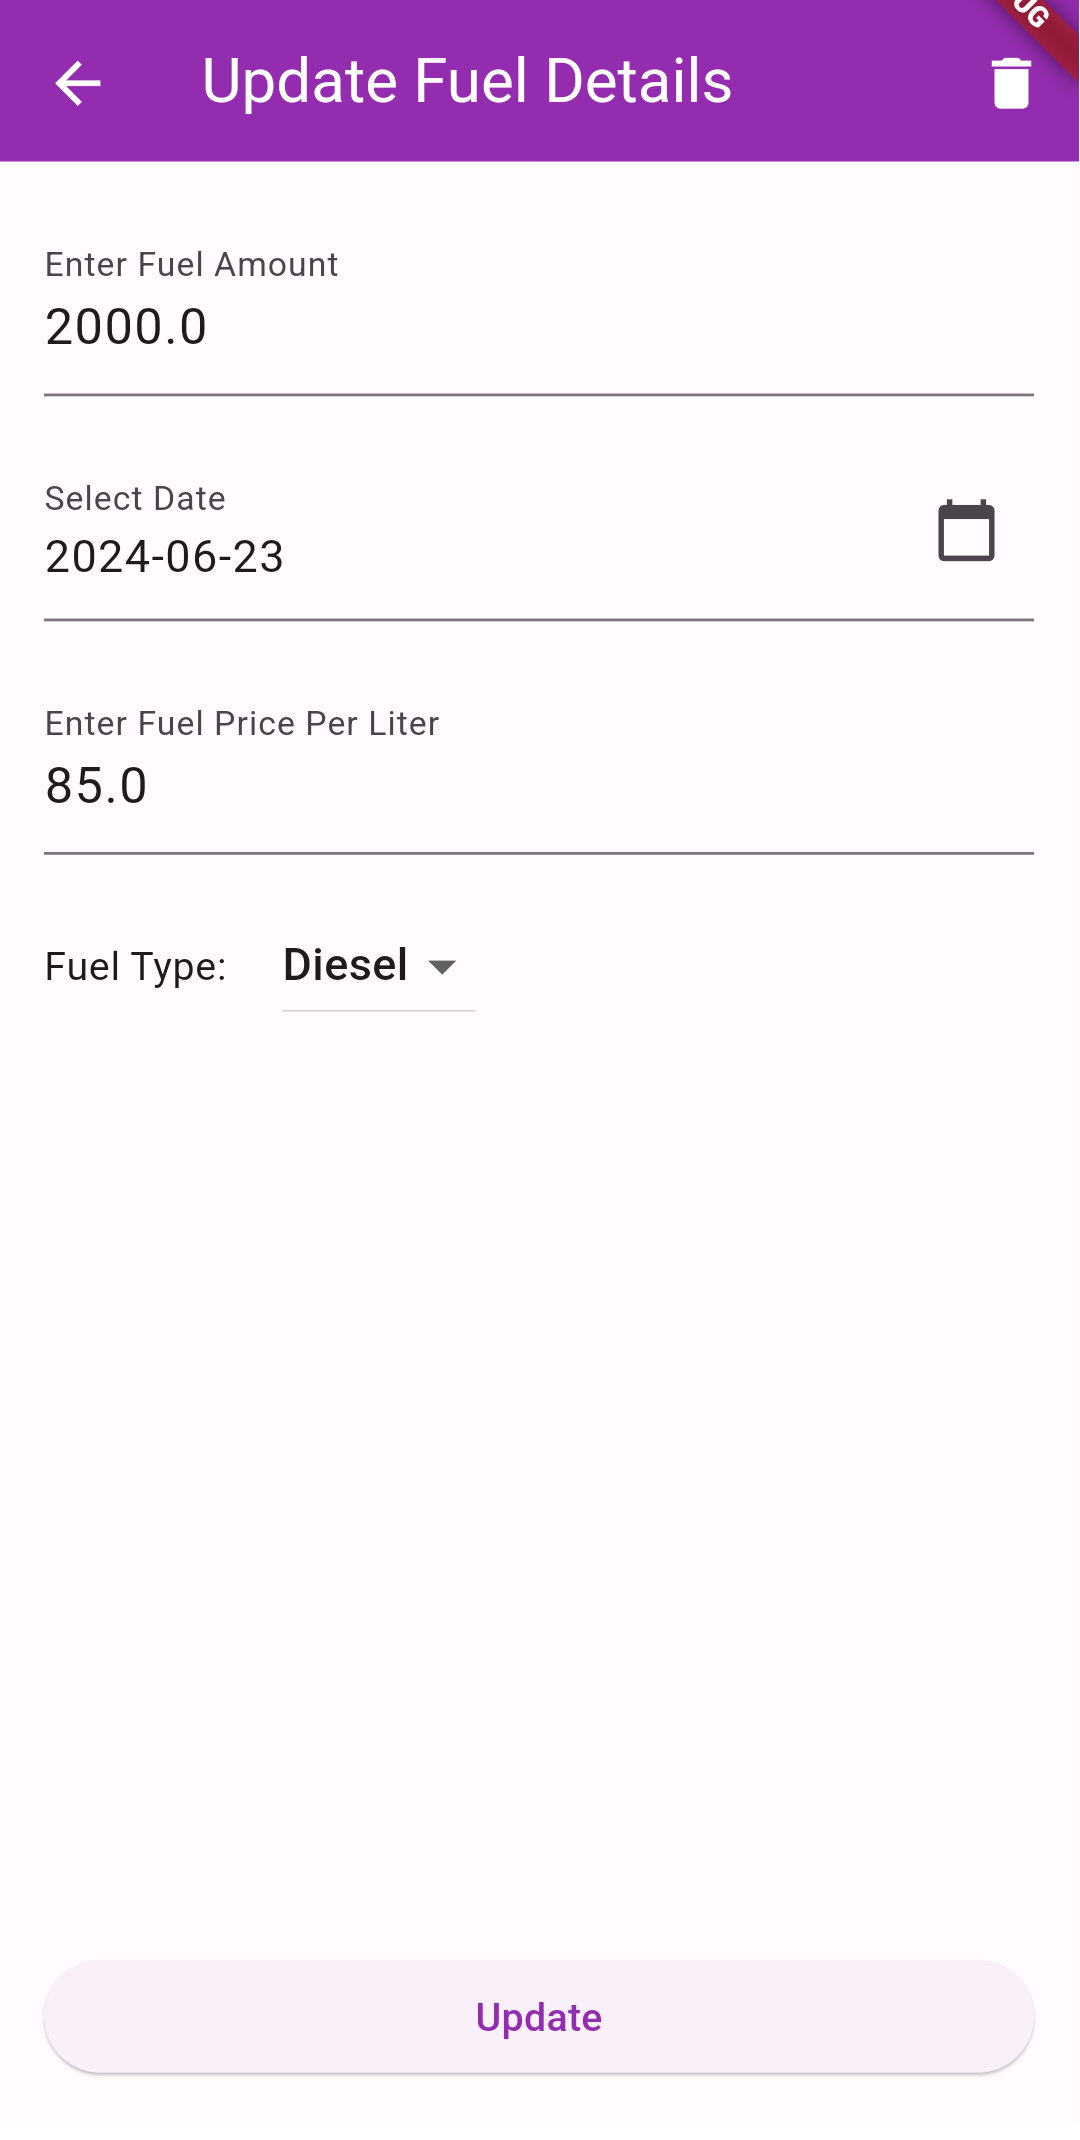 Update Fuel Details
Enter Fuel Amount
2000.0
Select Date
2024-06-23
Enter Fuel Price Per Liter
85.0
Fuel Type: Diesel
Update